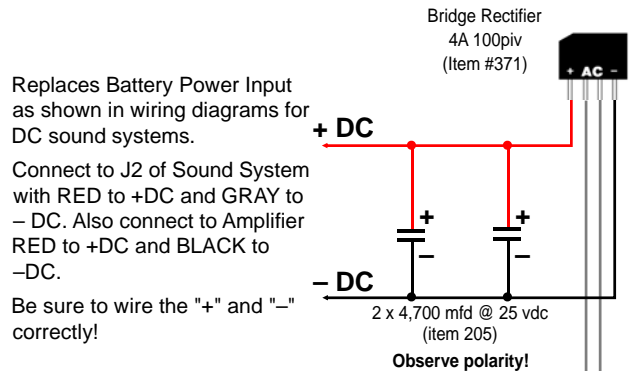 Bridge Rectifier
4A 100piv
(Item #371)
+ AC –
Replaces Battery Power Input
as shown in wiring diagrams for
DC sound systems.
+ DC
Connect to J2 of Sound System
with RED to +DC and GRAY to
– DC. Also connect to Amplifier
RED to +DC and BLACK to
–DC.
+
+
–
–
– DC
Be sure to wire the "+" and "–"
correctly!
2 x 4,700 mfd @ 25 vdc
(item 205)
Observe polarity!